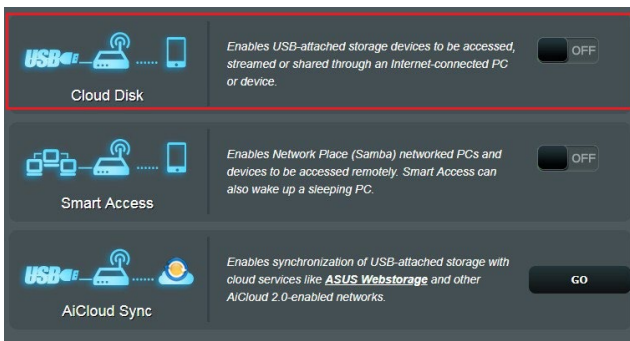 USB
Cloud Disk
Enables USB-attached storage devices to be accessed,
streamed or shared through an Internet-connected PC
or device.
OFF
Smart Access
Enables Network Place (Samba) networked PCs and
devices to be accessed remotely. Smart Access can
also wake up a sleeping PC.
OFF
USB
AiCloud Sync
Enables synchronization of USB-attached storage with
cloud services like ASUS Webstorage and other
AiCloud 2.0-enabled networks.
GO